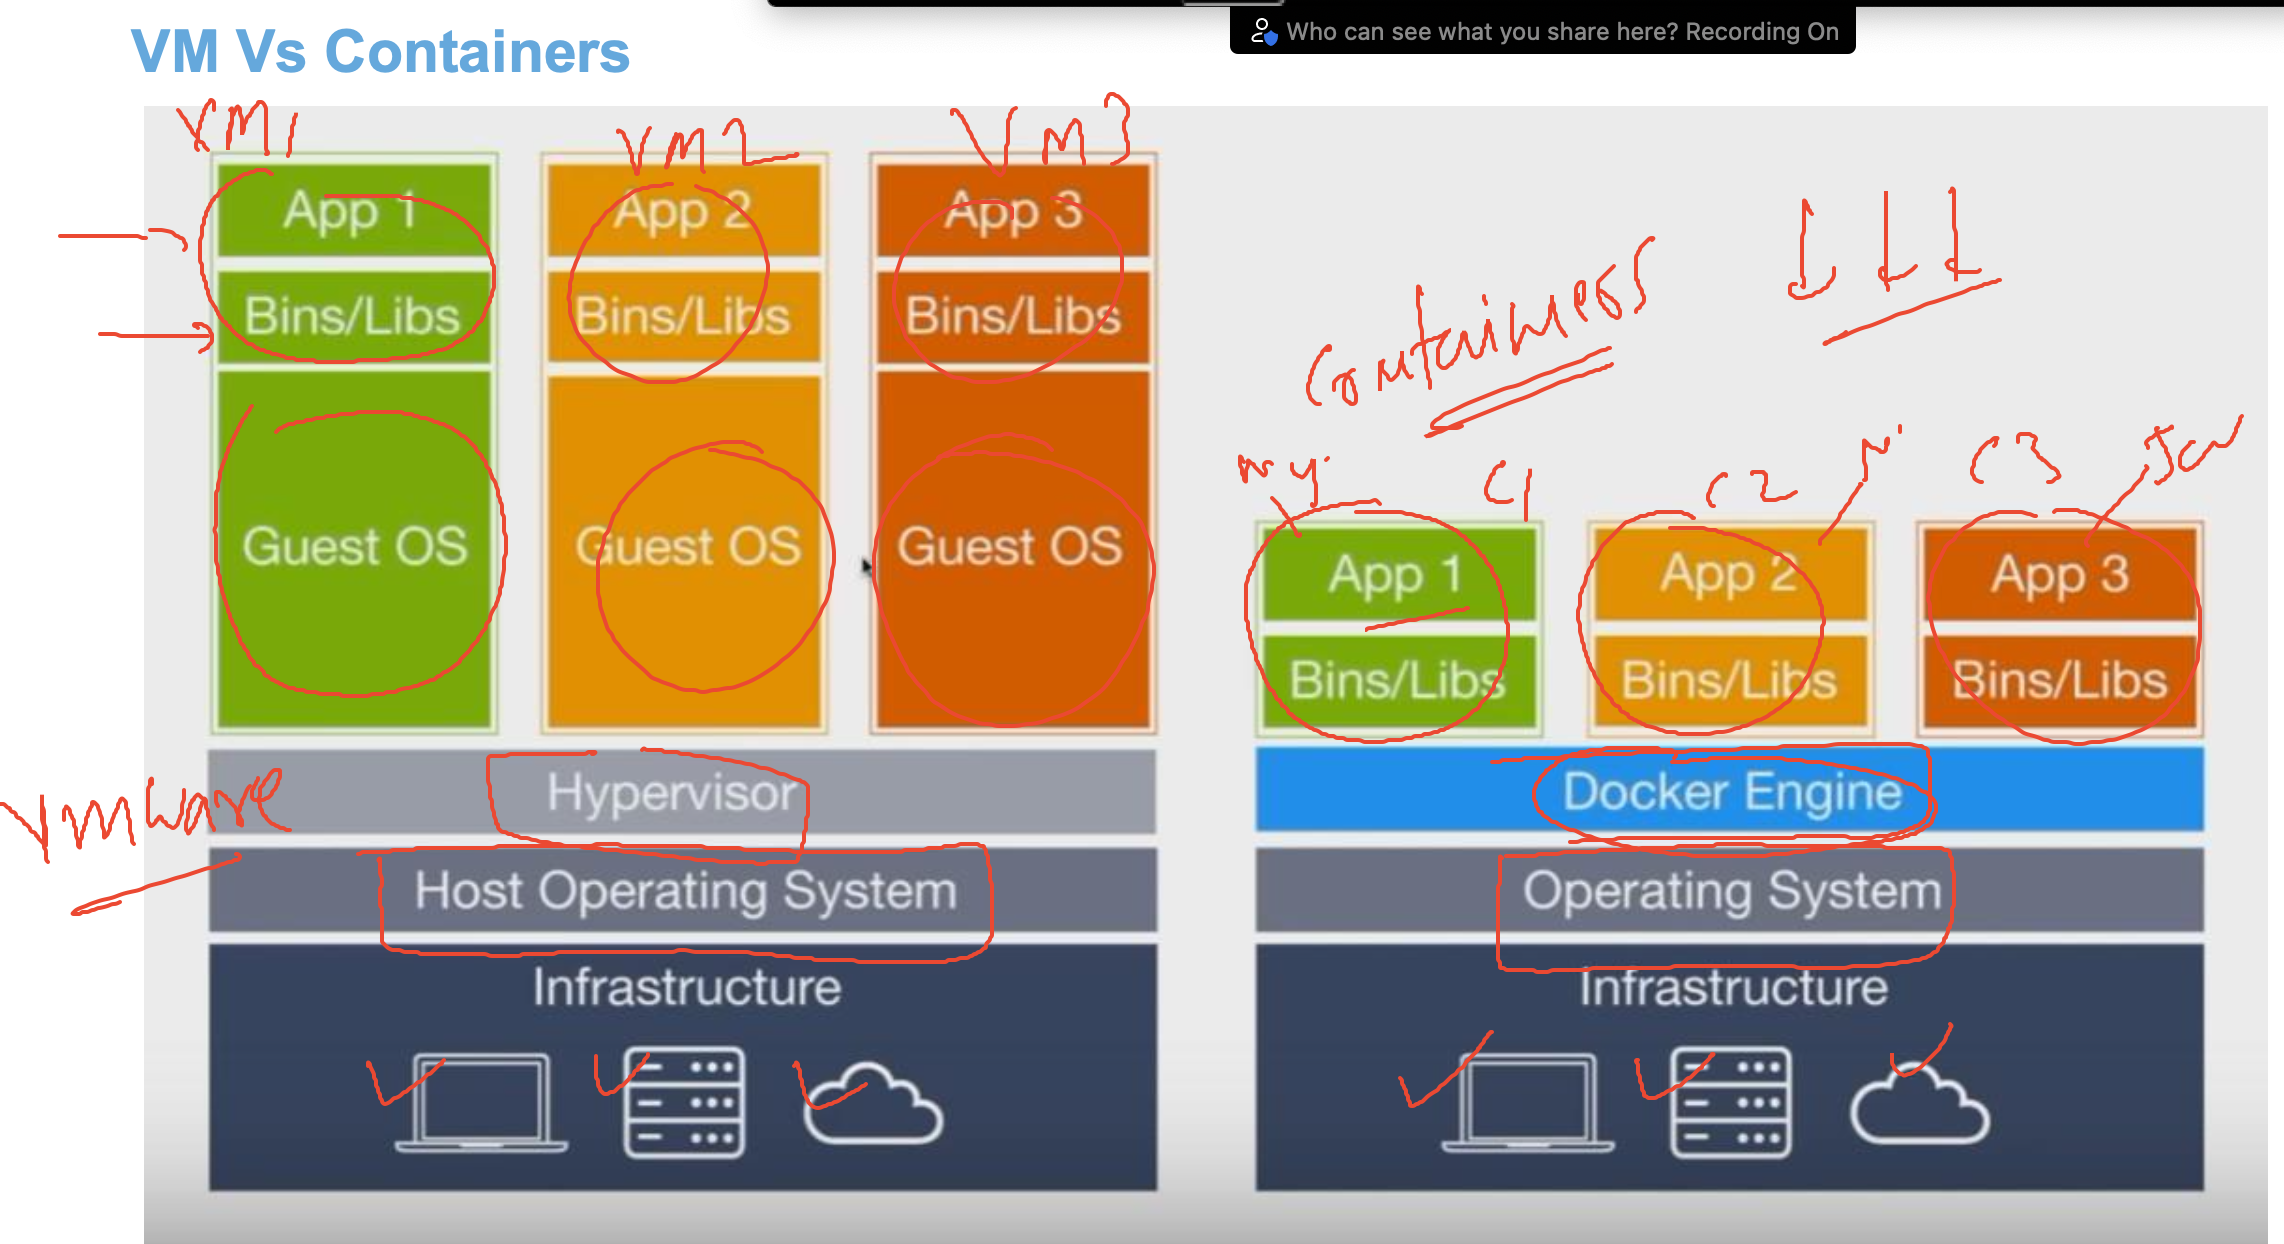 Who can see what you share here? Recording On
VM Vs Containers
VM1
VM2
VM3
App 1
App 2
App 3
Bins/Libs
Bins/Libs
Bins/Libs
Guest OS
Guest OS
Guest OS
Hypervisor
VMware
Host Operating System
Infrastructure
Containers
C1
C2
C3
App 1
App 2
App 3
Bins/Libs
Bins/Libs
Bins/Libs
Docker Engine
Operating System
Infrastructure